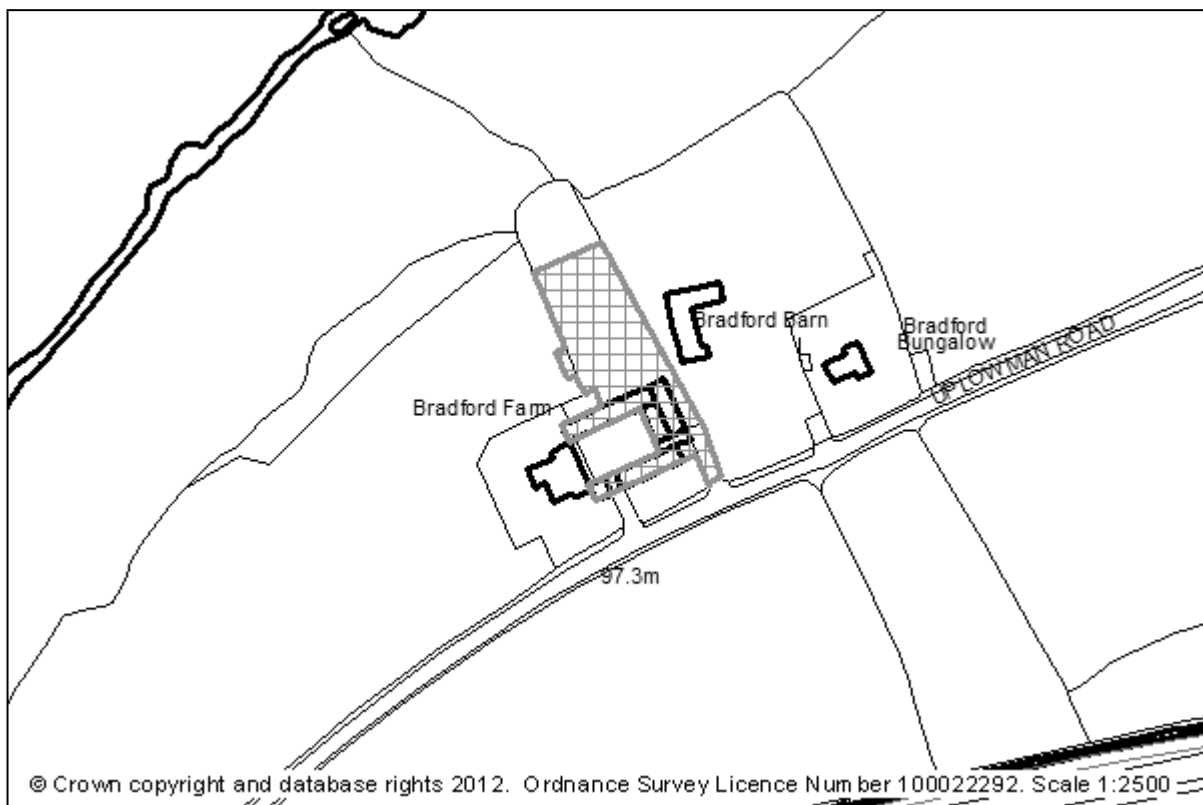 Bradford Barn
Bradford
Bungalow
UPLOWMAN ROAD
Bradford Farm
97.3m
© Crown copyright and database rights 2012. Ordnance Survey Licence Number 100022292. Scale 1:2500